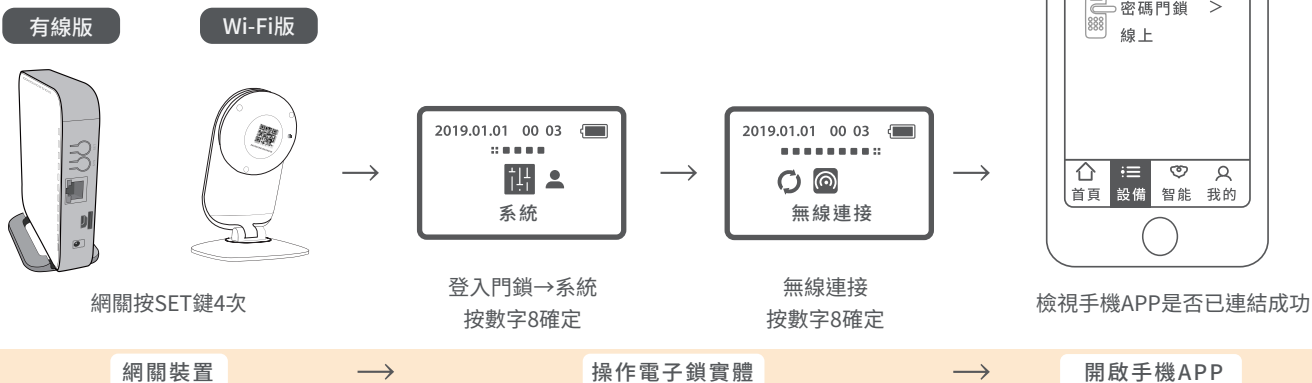 有線版
Wi-Fi版
網關按SET鍵4次
2019.01.01 00 03
系統
登入門鎖→系統
按數字8確定
2019.01.01 00 03
無線連接
無線連接
按數字8確定
密碼門鎖 >
線上
首頁 設備 智能 我的
檢視手機APP是否已連結成功
網關裝置 → 操作電子鎖實體 → 開啟手機APP